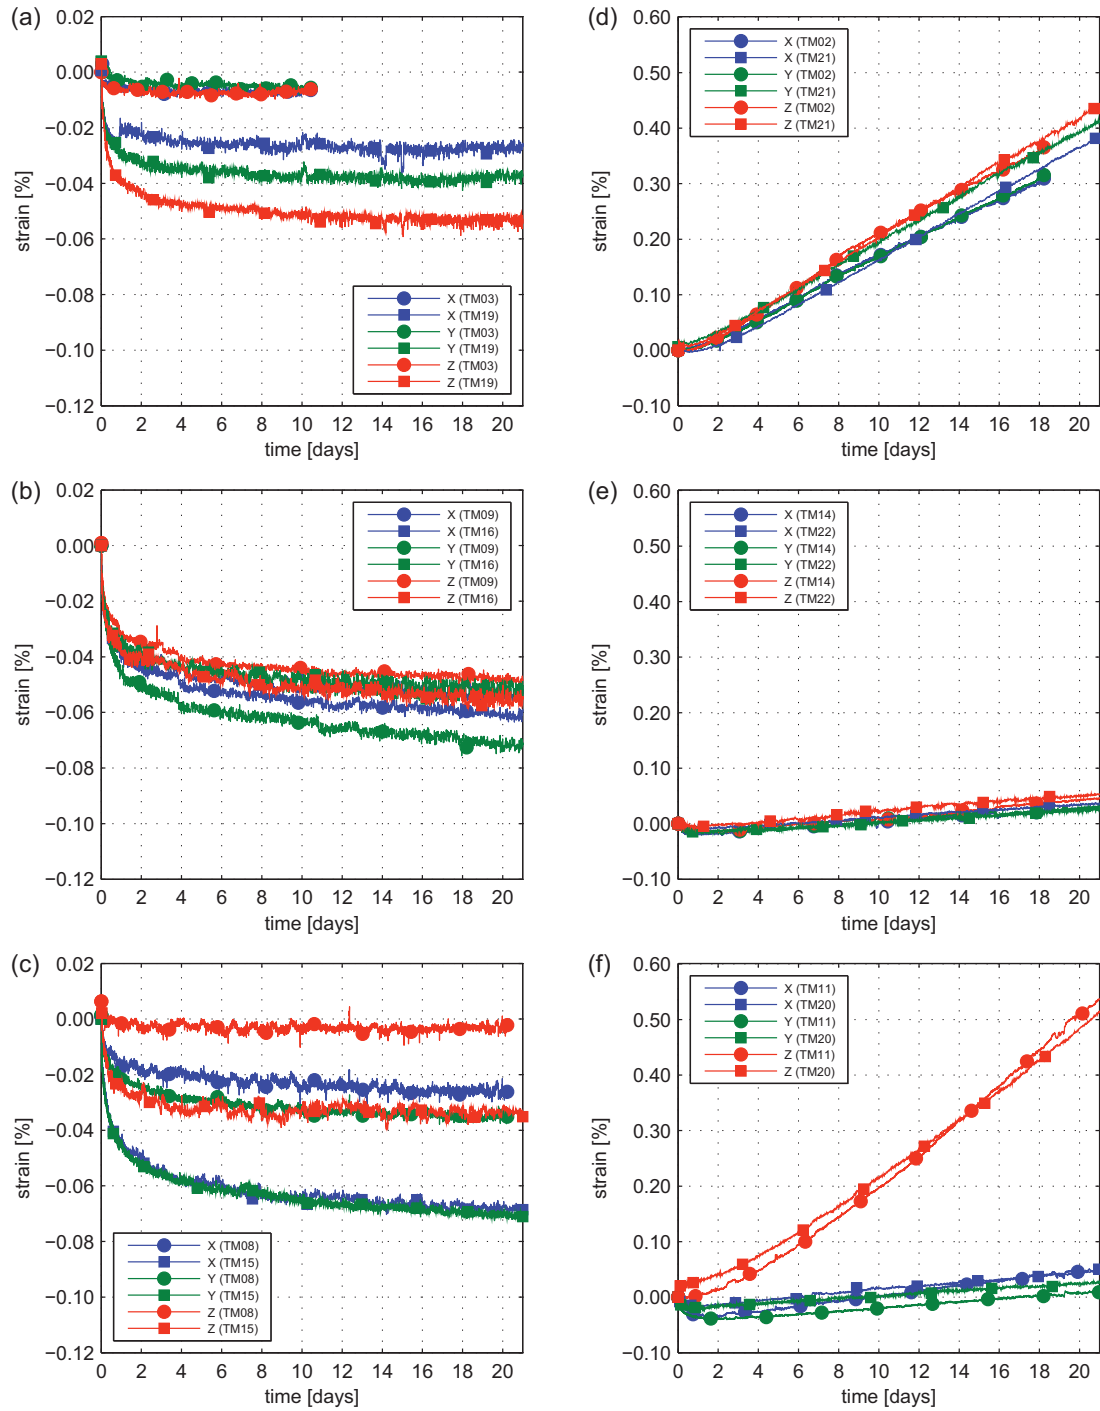 (a)
0.02
0.00
−0.02
−0.04
−0.06
−0.08
−0.10
−0.12
strain [%]
X (TM03)
X (TM19)
Y (TM03)
Y (TM19)
Z (TM03)
Z (TM19)
0 2 4 6 8 10 12 14 16 18 20
time [days]
(d)
0.60
0.50
0.40
0.30
0.20
0.10
0.00
−0.10
strain [%]
X (TM02)
X (TM21)
Y (TM02)
Y (TM21)
Z (TM02)
Z (TM21)
0 2 4 6 8 10 12 14 16 18 20
time [days]
(b)
0.02
0.00
−0.02
−0.04
−0.06
−0.08
−0.10
−0.12
strain [%]
X (TM09)
X (TM16)
Y (TM09)
Y (TM16)
Z (TM09)
Z (TM16)
0 2 4 6 8 10 12 14 16 18 20
time [days]
(e)
0.60
0.50
0.40
0.30
0.20
0.10
0.00
−0.10
strain [%]
X (TM14)
X (TM22)
Y (TM14)
Y (TM22)
Z (TM14)
Z (TM22)
0 2 4 6 8 10 12 14 16 18 20
time [days]
(c)
0.02
0.00
−0.02
−0.04
−0.06
−0.08
−0.10
−0.12
strain [%]
X (TM08)
X (TM15)
Y (TM08)
Y (TM15)
Z (TM08)
Z (TM15)
0 2 4 6 8 10 12 14 16 18 20
time [days]
(f)
0.60
0.50
0.40
0.30
0.20
0.10
0.00
−0.10
strain [%]
X (TM11)
X (TM20)
Y (TM11)
Y (TM20)
Z (TM11)
Z (TM20)
0 2 4 6 8 10 12 14 16 18 20
time [days]